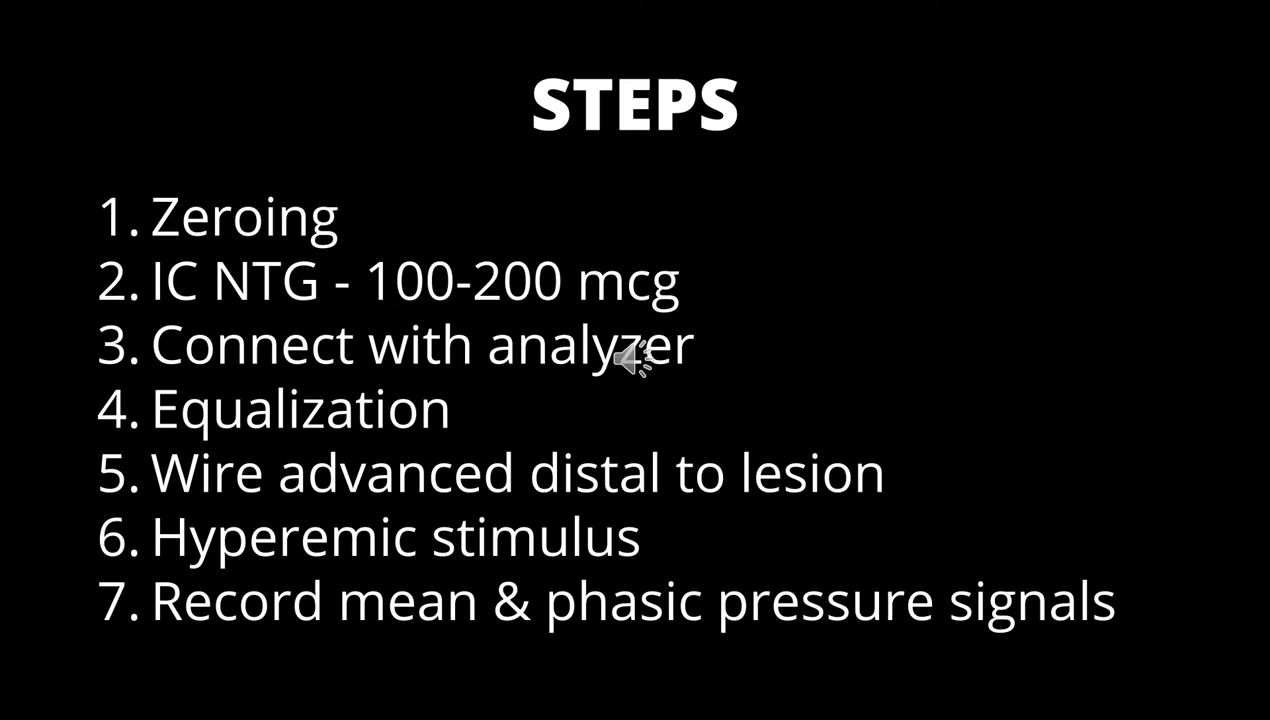 STEPS
1. Zeroing
2. IC NTG - 100-200 mcg
3. Connect with analyzer
4. Equalization
5. Wire advanced distal to lesion
6. Hyperemic stimulus
7. Record mean & phasic pressure signals